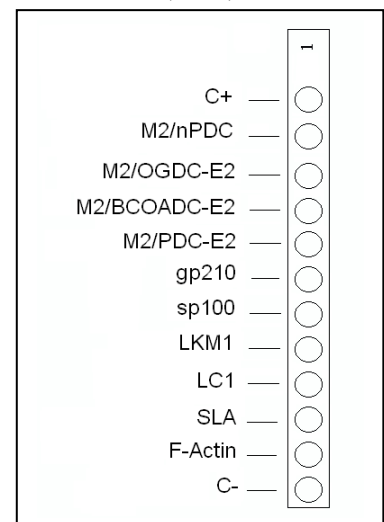 1
C+
M2/nPDC
M2/OGDC-E2
M2/BCOADC-E2
M2/PDC-E2
gp210
sp100
LKM1
LC1
SLA
F-Actin
C-